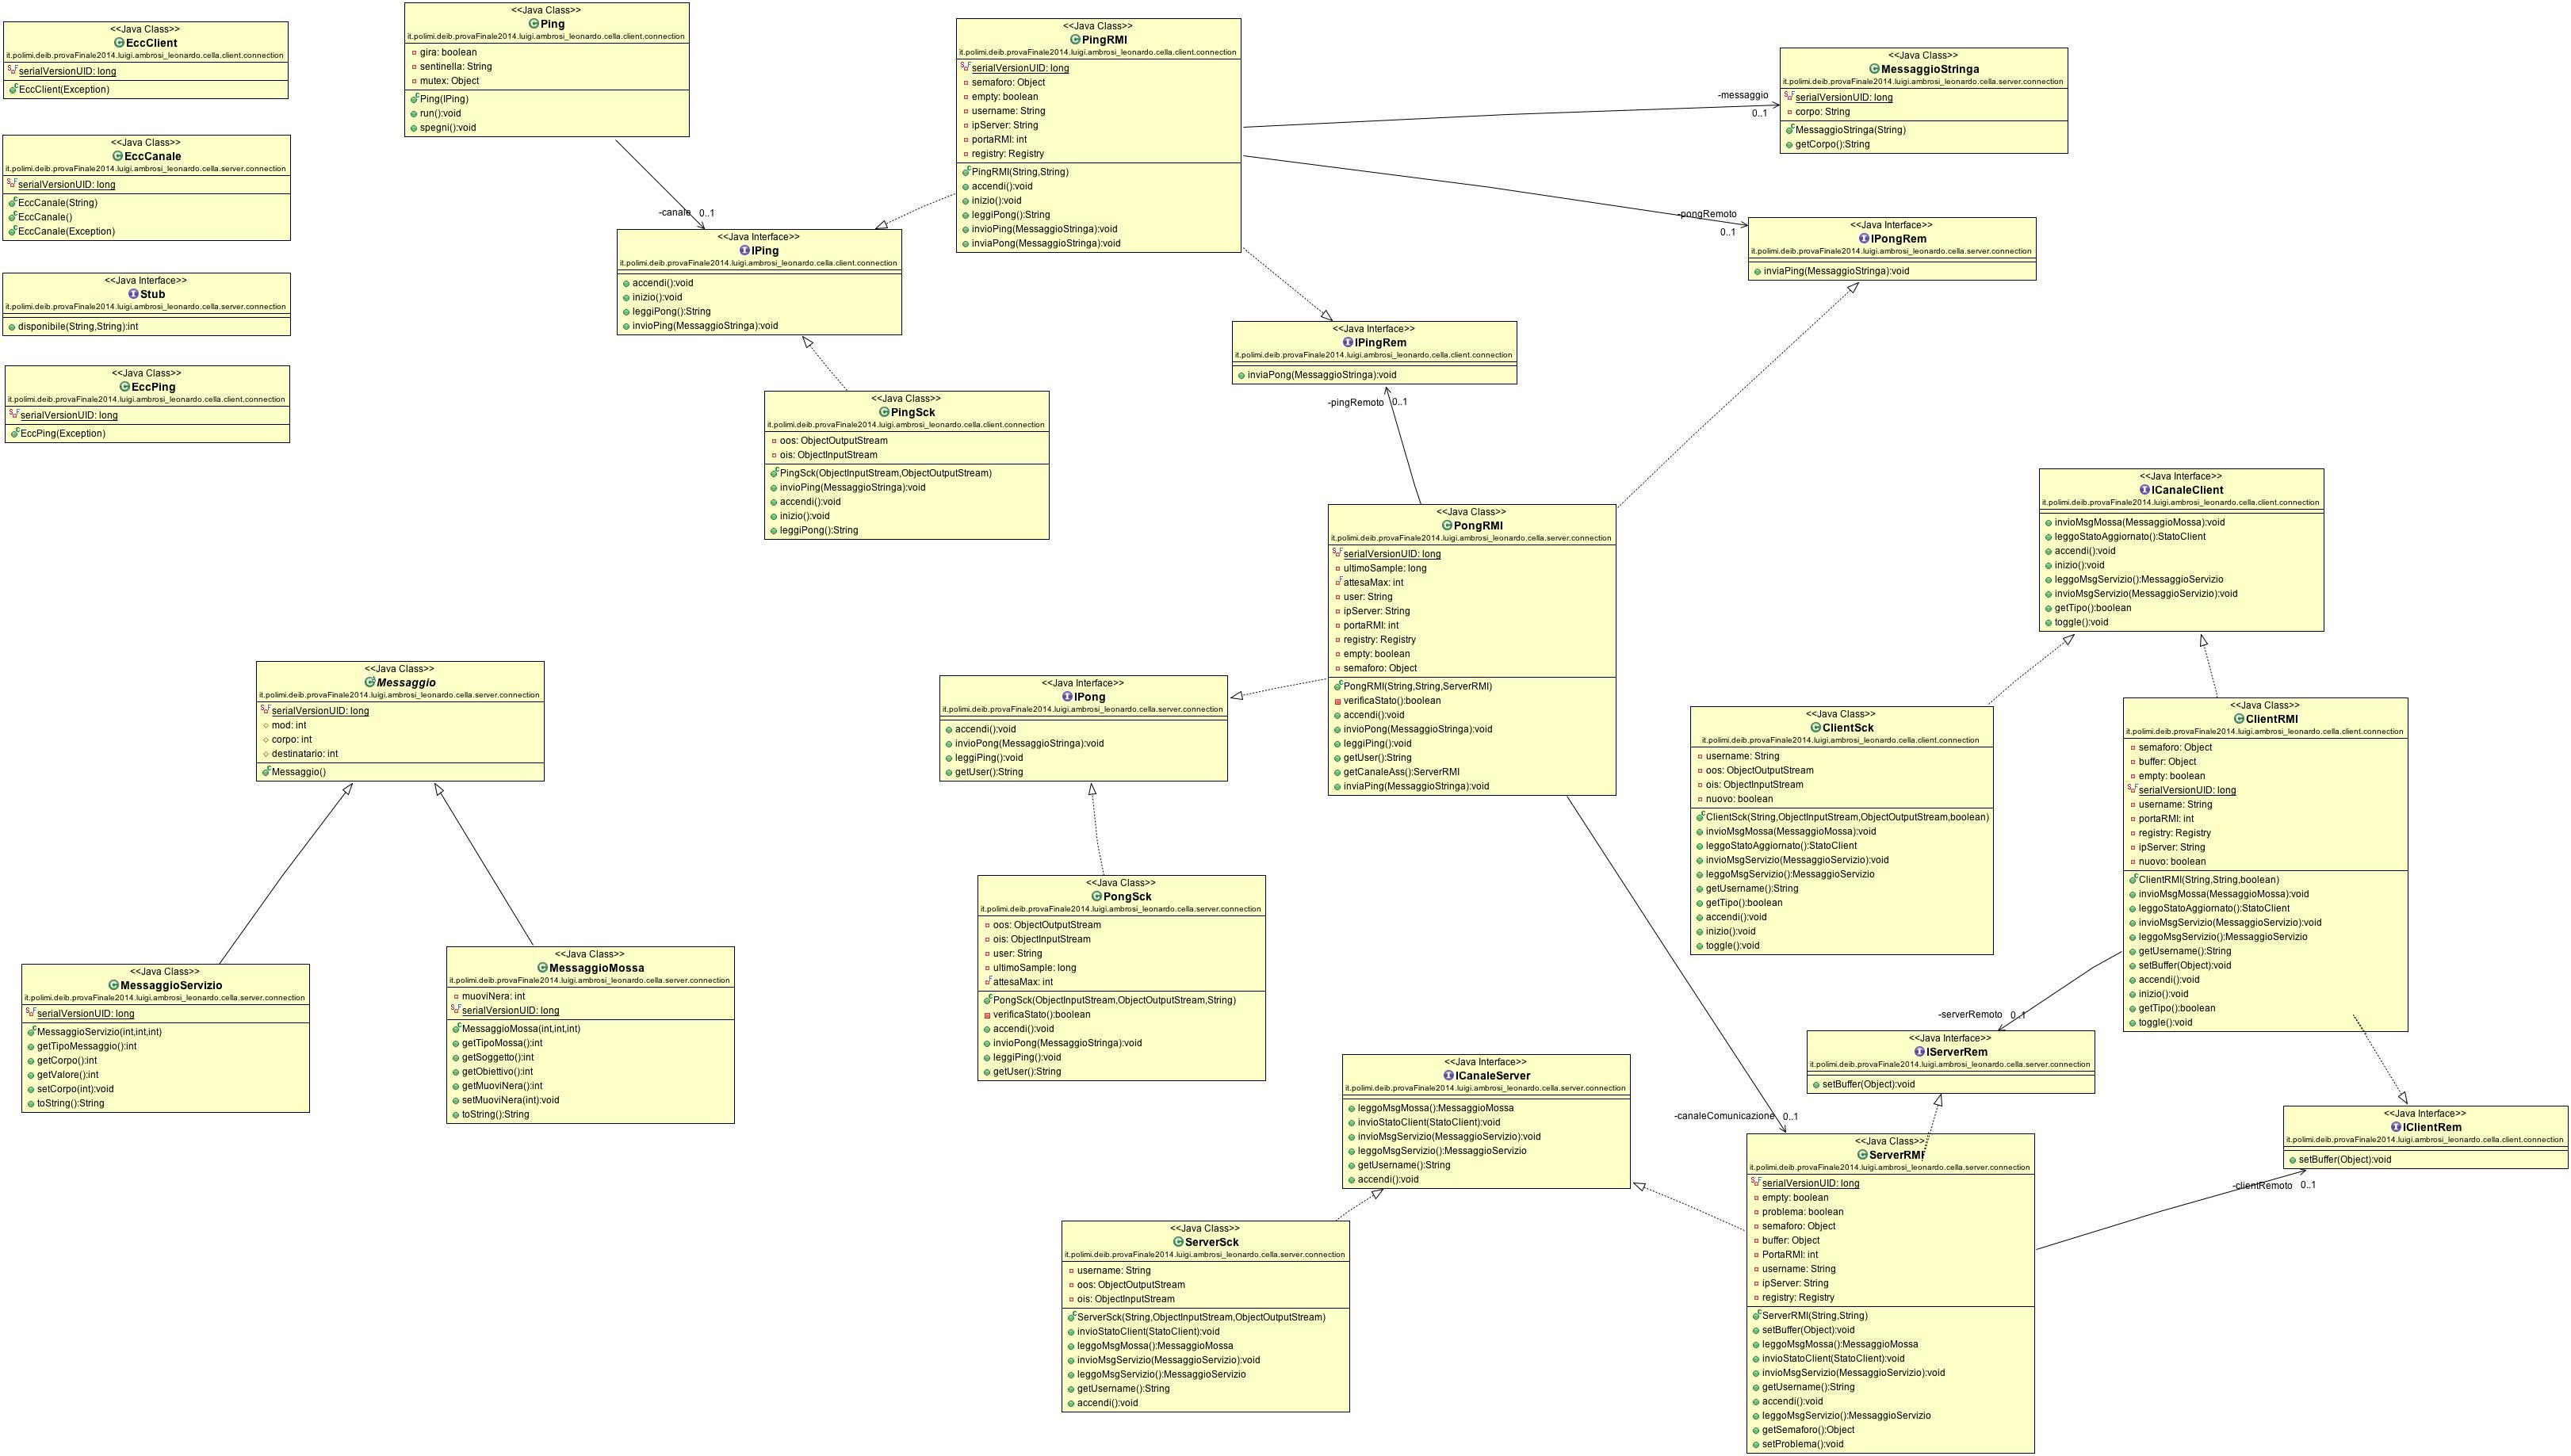 <<Java Class>>
EccClient
it.polimi.deib.provaFinale2014.luigi.ambrosi_leonardo.cella.client.connection
serialVersionUID: long
EccClient(Exception)
<<Java Class>>
EccCanale
it.polimi.deib.provaFinale2014.luigi.ambrosi_leonardo.cella.server.connection
serialVersionUID: long
EccCanale(String)
EccCanale()
EccCanale(Exception)
<<Java Interface>>
Stub
it.polimi.deib.provaFinale2014.luigi.ambrosi_leonardo.cella.server.connection
disponibile(String,String):int
<<Java Class>>
EccPing
it.polimi.deib.provaFinale2014.luigi.ambrosi_leonardo.cella.client.connection
serialVersionUID: long
EccPing(Exception)
<<Java Class>>
Ping
it.polimi.deib.provaFinale2014.luigi.ambrosi_leonardo.cella.client.connection
gira: boolean
sentinella: String
mutex: Object
Ping(IPing)
run():void
spegni():void
-canale 0..1
<<Java Interface>>
IPing
it.polimi.deib.provaFinale2014.luigi.ambrosi_leonardo.cella.client.connection
accendi():void
inizio():void
leggiPong():String
invioPing(MessaggioStringa):void
<<Java Class>>
PingSck
it.polimi.deib.provaFinale2014.luigi.ambrosi_leonardo.cella.client.connection
oos: ObjectOutputStream
ois: ObjectInputStream
PingSck(ObjectInputStream,ObjectOutputStream)
invioPing(MessaggioStringa):void
accendi():void
inizio():void
leggiPong():String
<<Java Class>>
PingRMI
it.polimi.deib.provaFinale2014.luigi.ambrosi_leonardo.cella.client.connection
serialVersionUID: long
semaforo: Object
empty: boolean
username: String
ipServer: String
portaRMI: int
registry: Registry
PingRMI(String,String)
accendi():void
inizio():void
leggiPong():String
invioPing(MessaggioStringa):void
inviaPong(MessaggioStringa):void
-messaggio
0..1
<<Java Class>>
MessaggioStringa
it.polimi.deib.provaFinale2014.luigi.ambrosi_leonardo.cella.server.connection
serialVersionUID: long
corpo: String
MessaggioStringa(String)
getCorpo():String
-pongRemoto
0..1
<<Java Interface>>
IPongRem
it.polimi.deib.provaFinale2014.luigi.ambrosi_leonardo.cella.server.connection
inviaPing(MessaggioStringa):void
<<Java Interface>>
IPingRem
it.polimi.deib.provaFinale2014.luigi.ambrosi_leonardo.cella.client.connection
inviaPong(MessaggioStringa):void
-pingRemoto 0..1
<<Java Class>>
PongRMI
it.polimi.deib.provaFinale2014.luigi.ambrosi_leonardo.cella.server.connection
serialVersionUID: long
ultimoSample: long
attesaMax: int
user: String
ipServer: String
portaRMI: int
registry: Registry
empty: boolean
semaforo: Object
PongRMI(String,String,ServerRMI)
verificaStato():boolean
accendi():void
invioPong(MessaggioStringa):void
leggiPing():void
getUser():String
getCanaleAss():ServerRMI
inviaPing(MessaggioStringa):void
<<Java Interface>>
ICanaleClient
it.polimi.deib.provaFinale2014.luigi.ambrosi_leonardo.cella.client.connection
invioMsgMossa(MessaggioMossa):void
leggoStatoAggiornato():StatoClient
accendi():void
inizio():void
leggoMsgServizio():MessaggioServizio
invioMsgServizio(MessaggioServizio):void
getTipo():boolean
toggle():void
<<Java Class>>
Messaggio
it.polimi.deib.provaFinale2014.luigi.ambrosi_leonardo.cella.server.connection
serialVersionUID: long
mod: int
corpo: int
destinatario: int
Messaggio()
<<Java Interface>>
IPong
it.polimi.deib.provaFinale2014.luigi.ambrosi_leonardo.cella.server.connection
accendi():void
invioPong(MessaggioStringa):void
leggiPing():void
getUser():String
<<Java Class>>
ClientSck
it.polimi.deib.provaFinale2014.luigi.ambrosi_leonardo.cella.client.connection
username: String
oos: ObjectOutputStream
ois: ObjectInputStream
nuovo: boolean
ClientSck(String,ObjectInputStream,ObjectOutputStream,boolean)
invioMsgMossa(MessaggioMossa):void
leggoStatoAggiornato():StatoClient
invioMsgServizio(MessaggioServizio):void
leggoMsgServizio():MessaggioServizio
getUsername():String
getTipo():boolean
accendi():void
inizio():void
toggle():void
<<Java Class>>
ClientRMI
it.polimi.deib.provaFinale2014.luigi.ambrosi_leonardo.cella.client.connection
semaforo: Object
buffer: Object
empty: boolean
serialVersionUID: long
username: String
portaRMI: int
registry: Registry
ipServer: String
nuovo: boolean
ClientRMI(String,String,boolean)
invioMsgMossa(MessaggioMossa):void
leggoStatoAggiornato():StatoClient
invioMsgServizio(MessaggioServizio):void
leggoMsgServizio():MessaggioServizio
getUsername():String
setBuffer(Object):void
accendi():void
inizio():void
getTipo():boolean
toggle():void
<<Java Class>>
PongSck
it.polimi.deib.provaFinale2014.luigi.ambrosi_leonardo.cella.server.connection
oos: ObjectOutputStream
ois: ObjectInputStream
user: String
ultimoSample: long
attesaMax: int
PongSck(ObjectInputStream,ObjectOutputStream,String)
verificaStato():boolean
accendi():void
invioPong(MessaggioStringa):void
leggiPing():void
getUser():String
<<Java Class>>
MessaggioServizio
it.polimi.deib.provaFinale2014.luigi.ambrosi_leonardo.cella.server.connection
serialVersionUID: long
MessaggioServizio(int,int,int)
getTipoMessaggio():int
getCorpo():int
getValore():int
setCorpo(int):void
toString():String
<<Java Class>>
MessaggioMossa
it.polimi.deib.provaFinale2014.luigi.ambrosi_leonardo.cella.server.connection
muoviNera: int
serialVersionUID: long
MessaggioMossa(int,int,int)
getTipoMossa():int
getSoggetto():int
getObiettivo():int
getMuoviNera():int
setMuoviNera(int):void
toString():String
-serverRemoto 0..1
<<Java Interface>>
IServerRem
it.polimi.deib.provaFinale2014.luigi.ambrosi_leonardo.cella.server.connection
setBuffer(Object):void
<<Java Interface>>
ICanaleServer
it.polimi.deib.provaFinale2014.luigi.ambrosi_leonardo.cella.server.connection
leggoMsgMossa():MessaggioMossa
invioStatoClient(StatoClient):void
invioMsgServizio(MessaggioServizio):void
leggoMsgServizio():MessaggioServizio
getUsername():String
accendi():void
-canaleComunicazione 0..1
<<Java Interface>>
IClientRem
it.polimi.deib.provaFinale2014.luigi.ambrosi_leonardo.cella.client.connection
setBuffer(Object):void
-clientRemoto 0..1
<<Java Class>>
ServerRMI
it.polimi.deib.provaFinale2014.luigi.ambrosi_leonardo.cella.server.connection
serialVersionUID: long
empty: boolean
problema: boolean
semaforo: Object
buffer: Object
PortaRMI: int
username: String
ipServer: String
registry: Registry
ServerRMI(String,String)
setBuffer(Object):void
leggoMsgMossa():MessaggioMossa
invioStatoClient(StatoClient):void
invioMsgServizio(MessaggioServizio):void
getUsername():String
accendi():void
leggoMsgServizio():MessaggioServizio
getSemaforo():Object
setProblema():void
<<Java Class>>
ServerSck
it.polimi.deib.provaFinale2014.luigi.ambrosi_leonardo.cella.server.connection
username: String
oos: ObjectOutputStream
ois: ObjectInputStream
ServerSck(String,ObjectInputStream,ObjectOutputStream)
invioStatoClient(StatoClient):void
leggoMsgMossa():MessaggioMossa
invioMsgServizio(MessaggioServizio):void
leggoMsgServizio():MessaggioServizio
getUsername():String
accendi():void